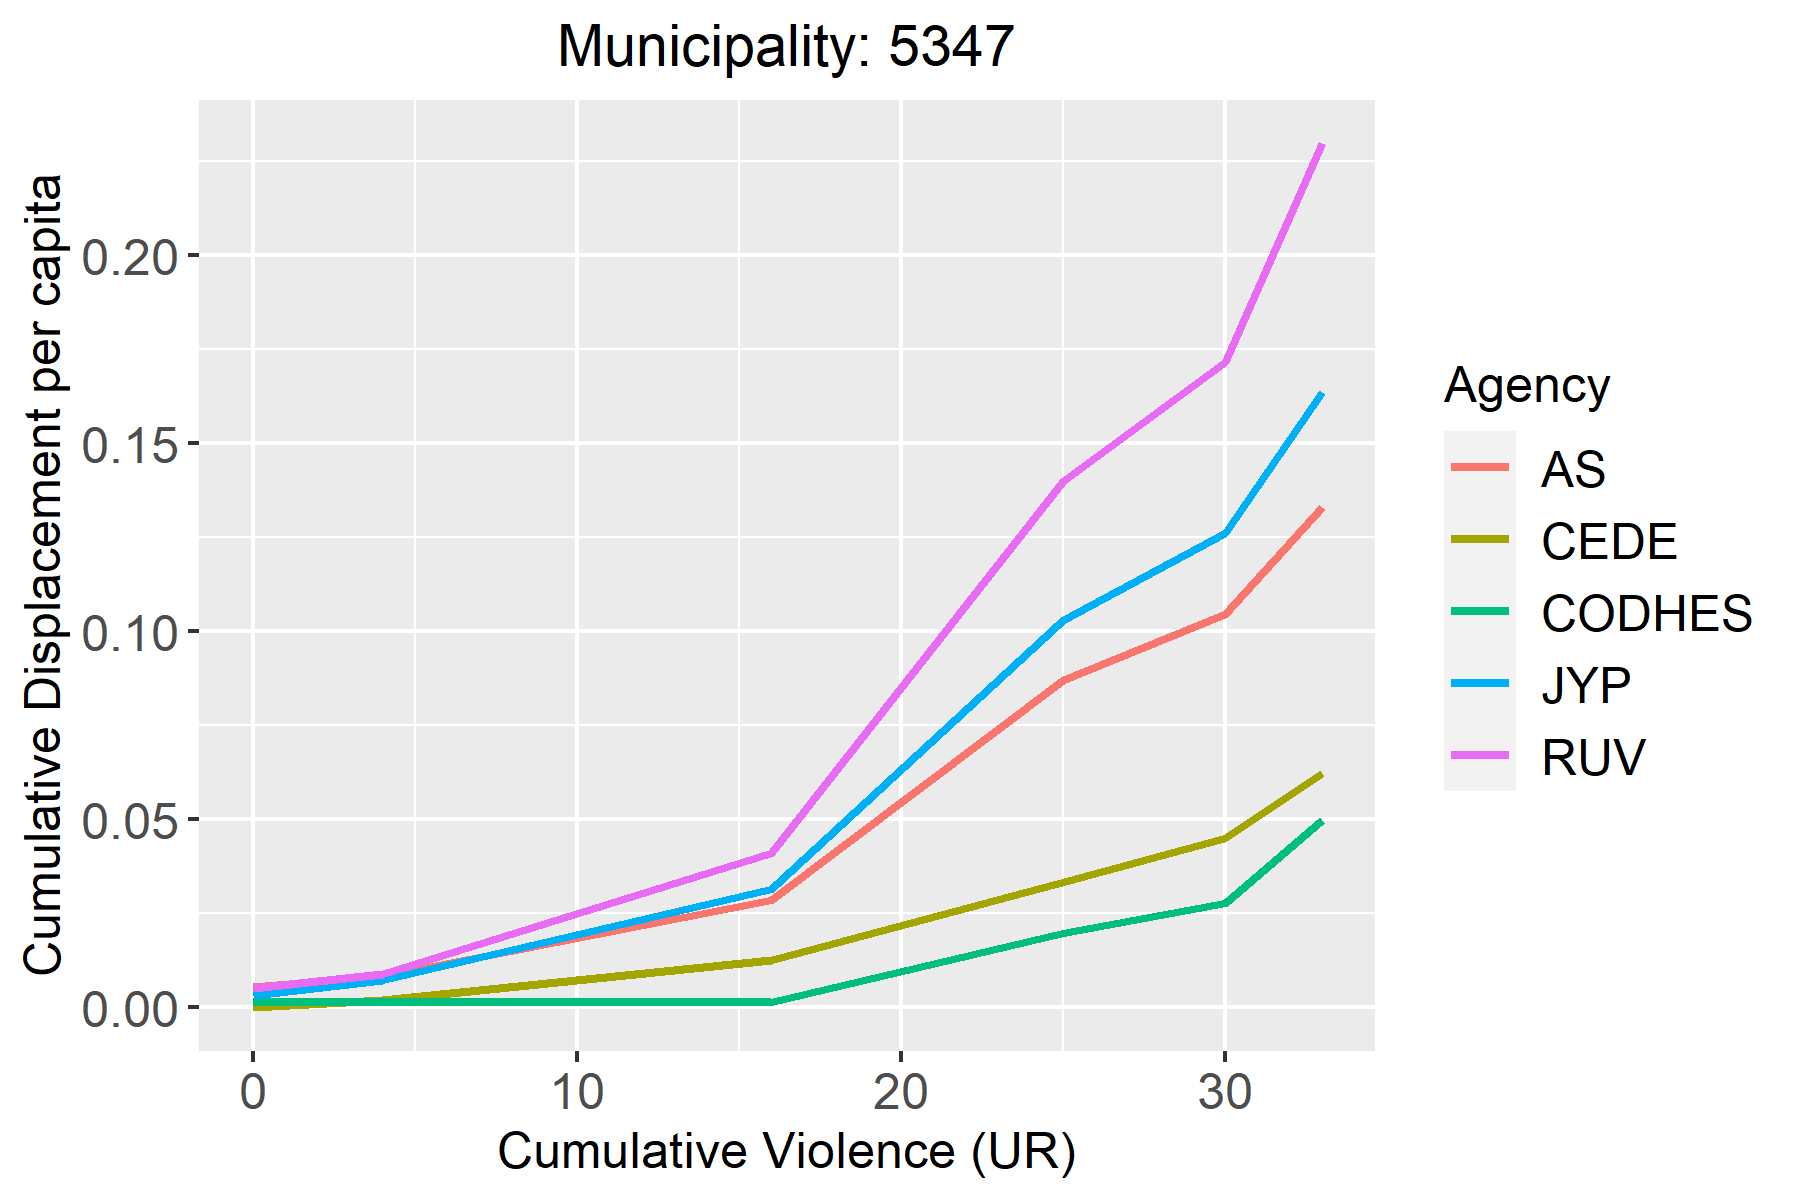 Municipality: 5347
Cumulative Displacement per capita
0.20
0.15
0.10
0.05
0.00
0 10 20 30
Cumulative Violence (UR)
Agency
AS
CEDE
CODHES
JYP
RUV